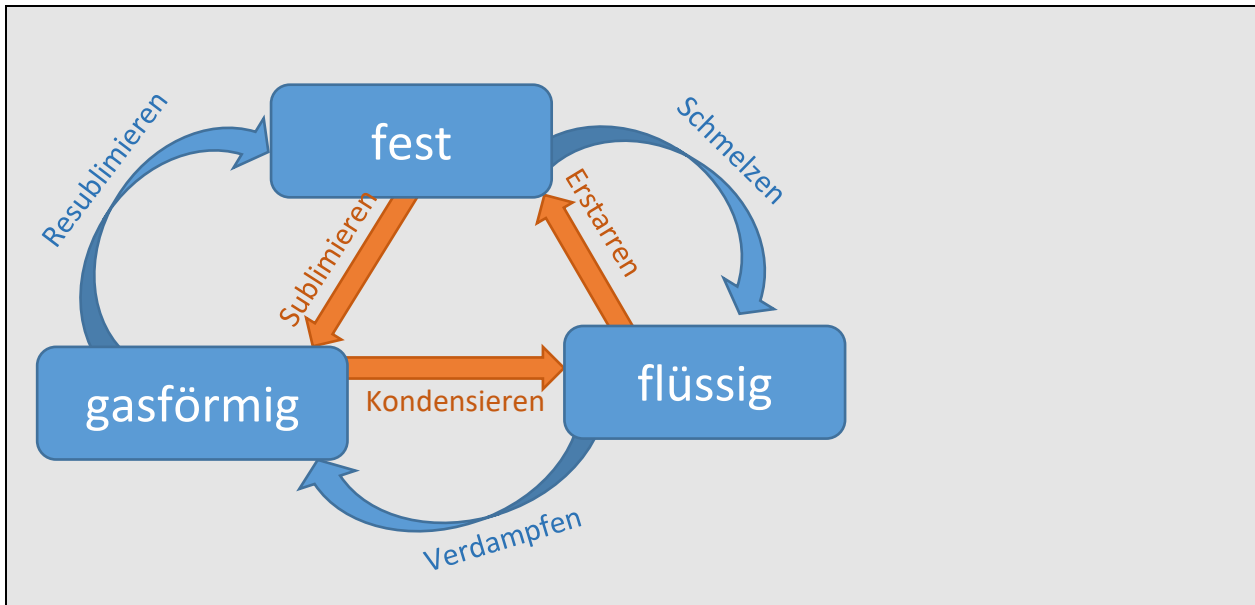 fest
Resublimieren
Schmelzen
Sublimieren
Erstarren
gasförmig
Kondensieren
flüssig
Verdampfen